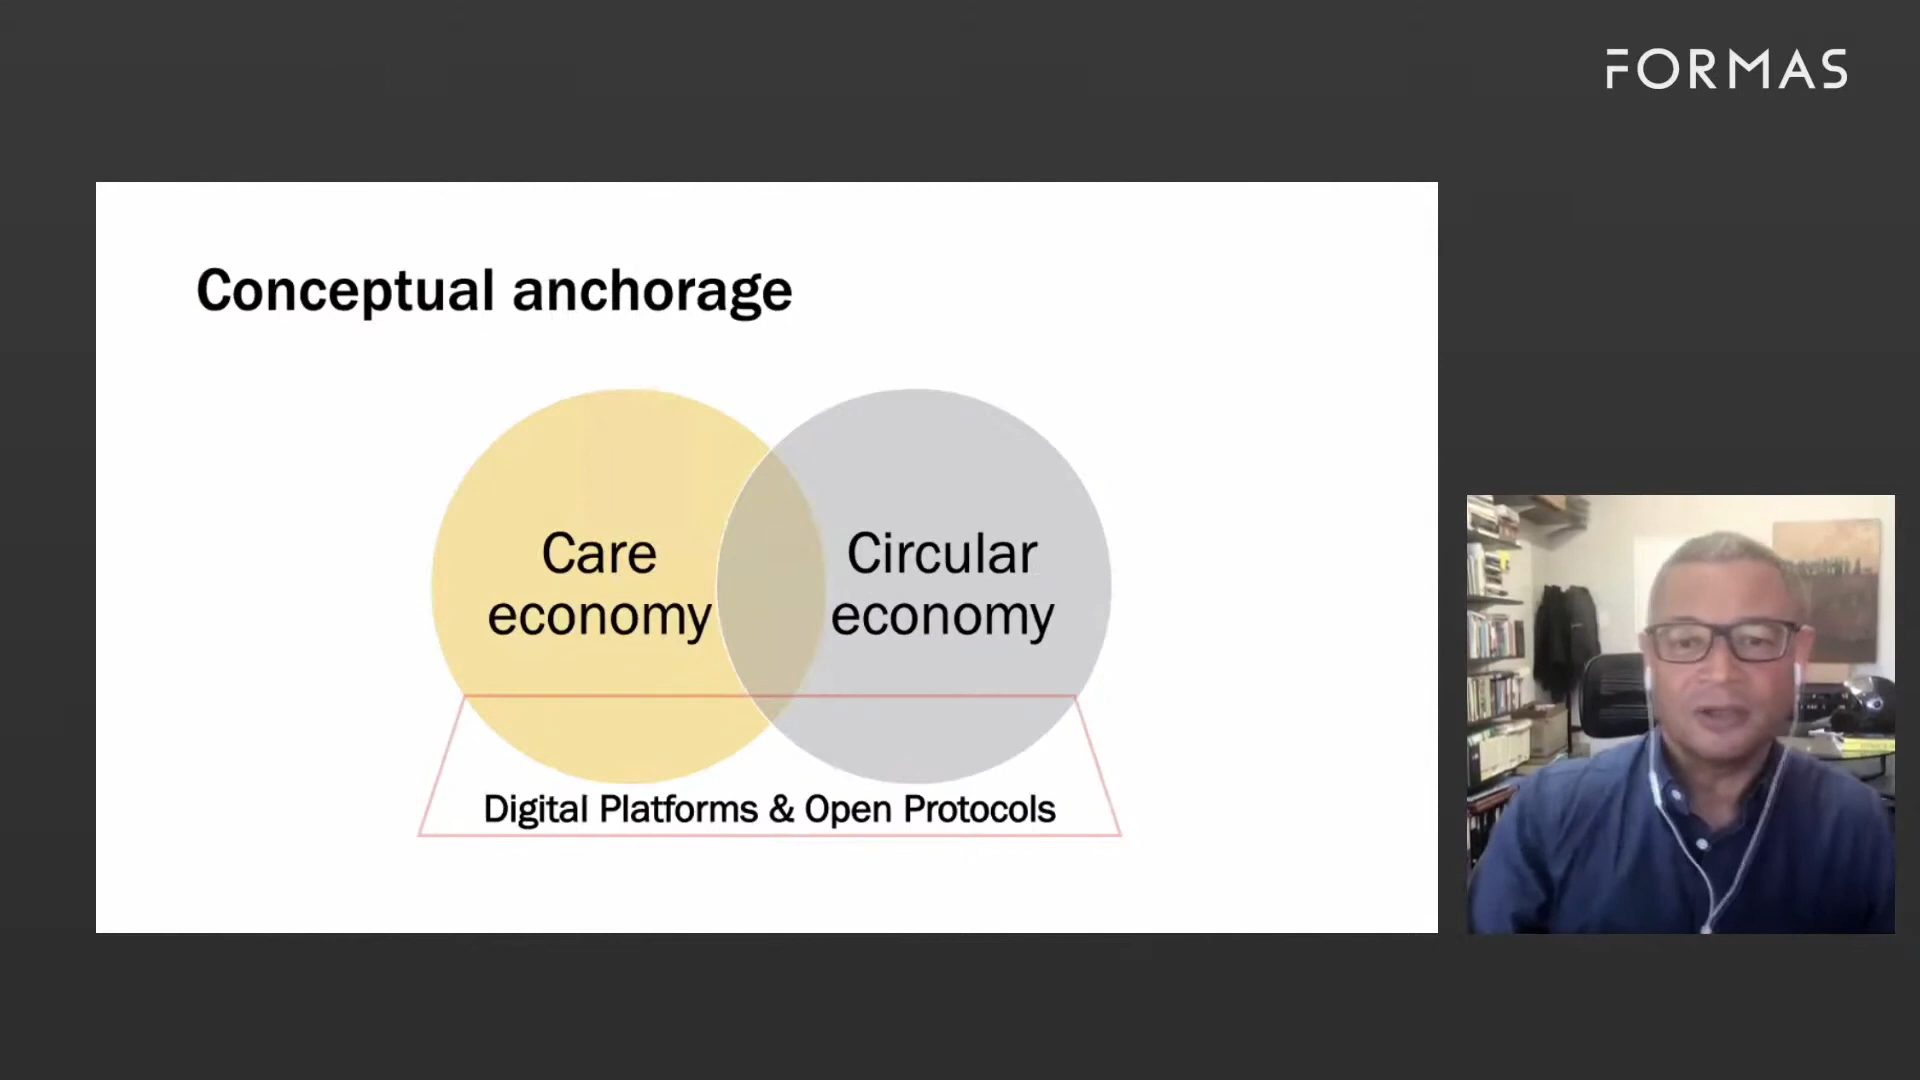 FORMAS
Conceptual anchorage
Care
economy
Circular
economy
Digital Platforms & Open Protocols